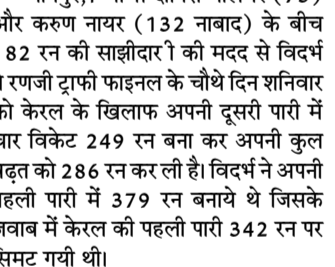 और करुण नायर (132 नाबाद) के बीच
82 रन की साझीदारी की मदद से विदर्भ
रणजी ट्राफी फाइनल के चौथे दिन शनिवार
को केरल के खिलाफ अपनी दूसरी पारी में
चार विकेट 249 रन बना कर अपनी कुल
बढ़त को 286 रन कर ली है। विदर्भ ने अपनी
पहली पारी में 379 रन बनाये थे जिसके
जवाब में केरल की पहली पारी 342 रन पर
सिमट गयी थी।